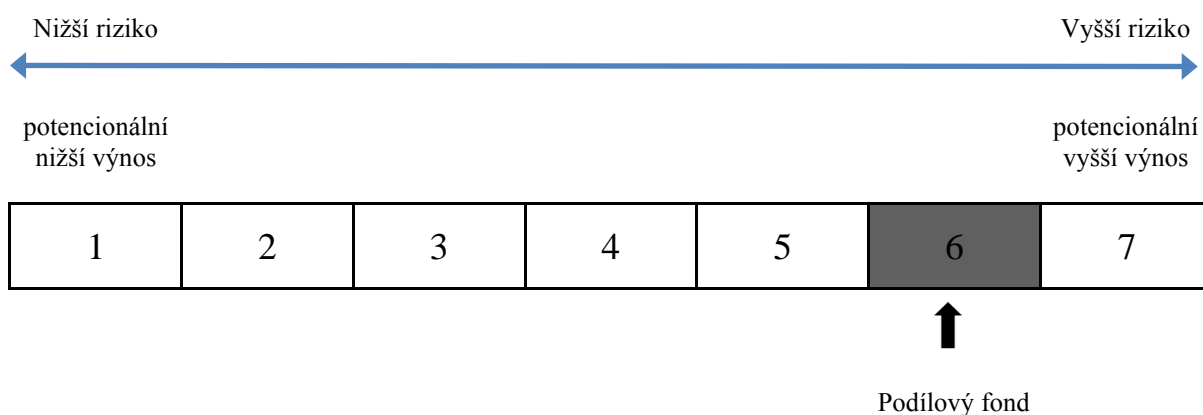 Nižší riziko Vyšší riziko
potencionální potencionální
nižší výnos vyšší výnos
1 2 3 4 5 6 7
Podílový fond